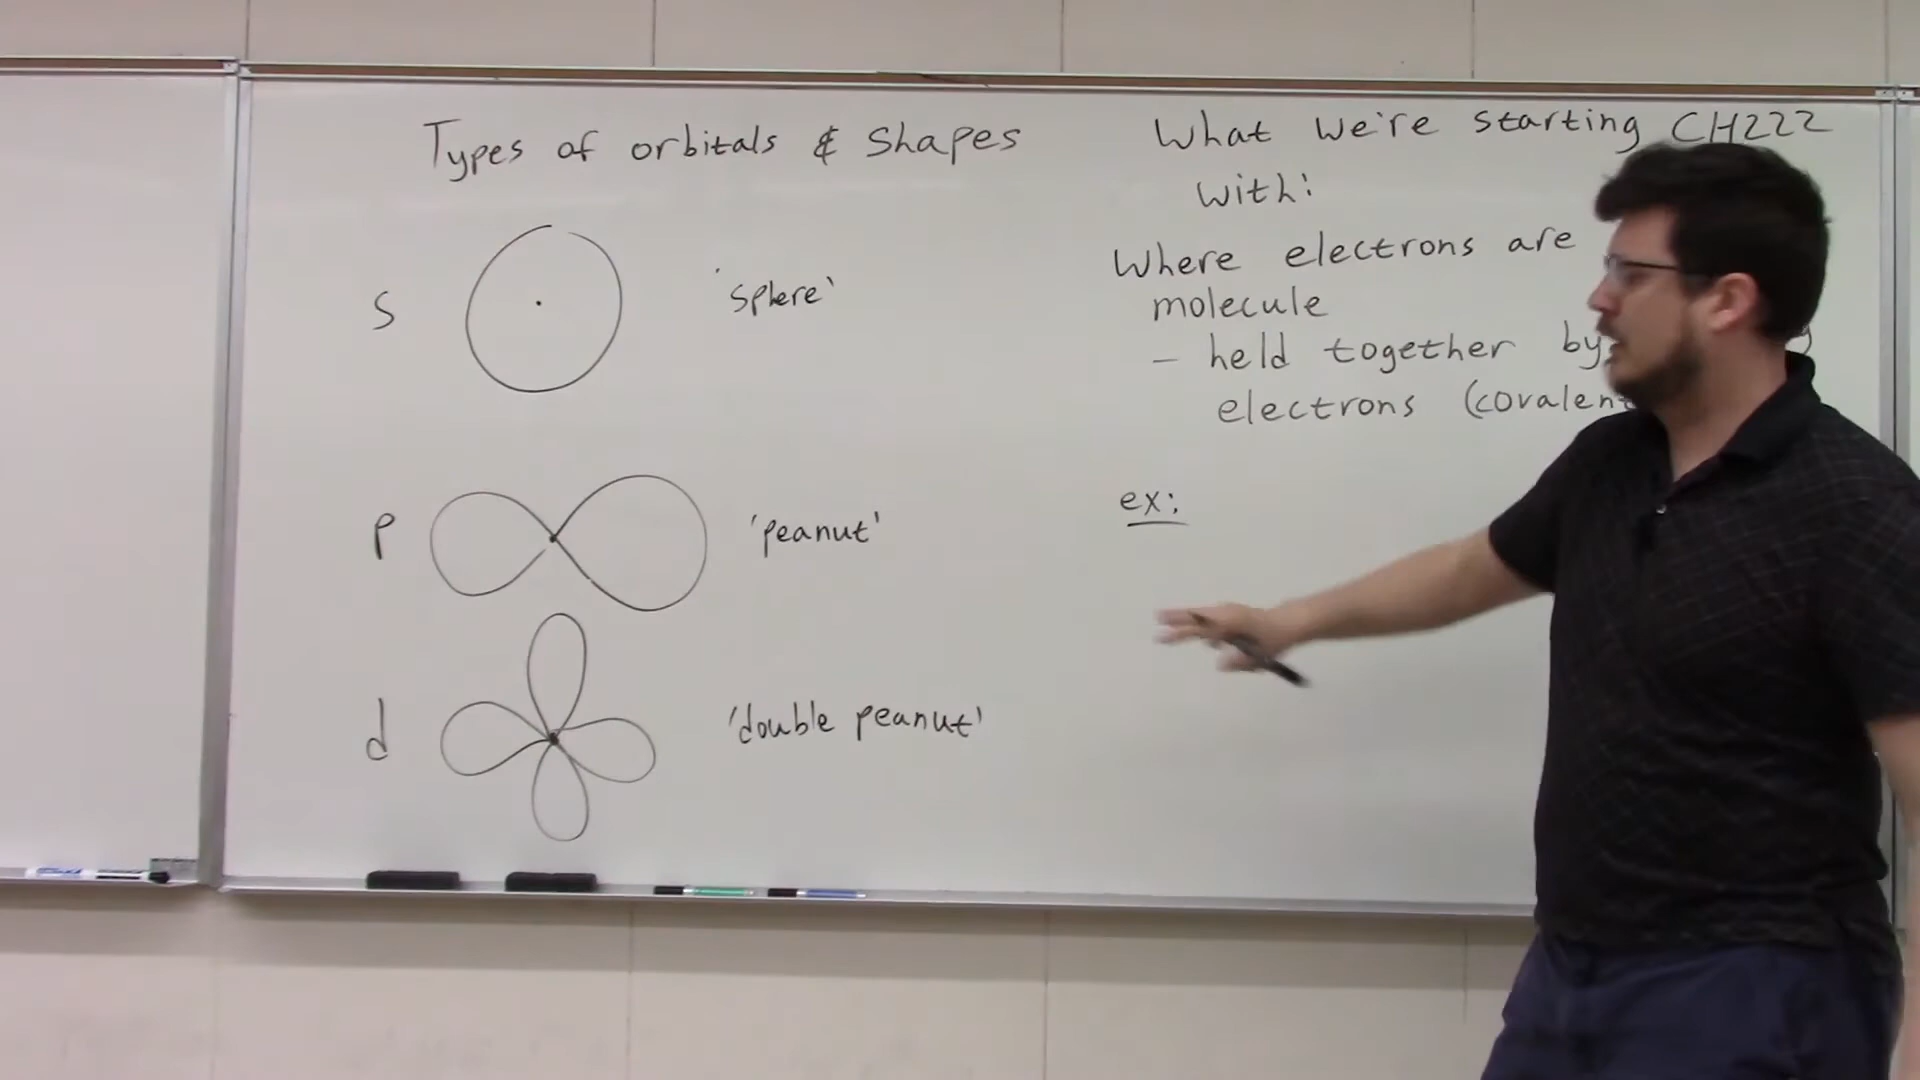 Types of orbitals & Shapes
S 'sphere'
P 'peanut'
d 'double peanut'
What we're starting CH222
with:
Where electrons are
molecule
- held together by
electrons (covalent
ex: